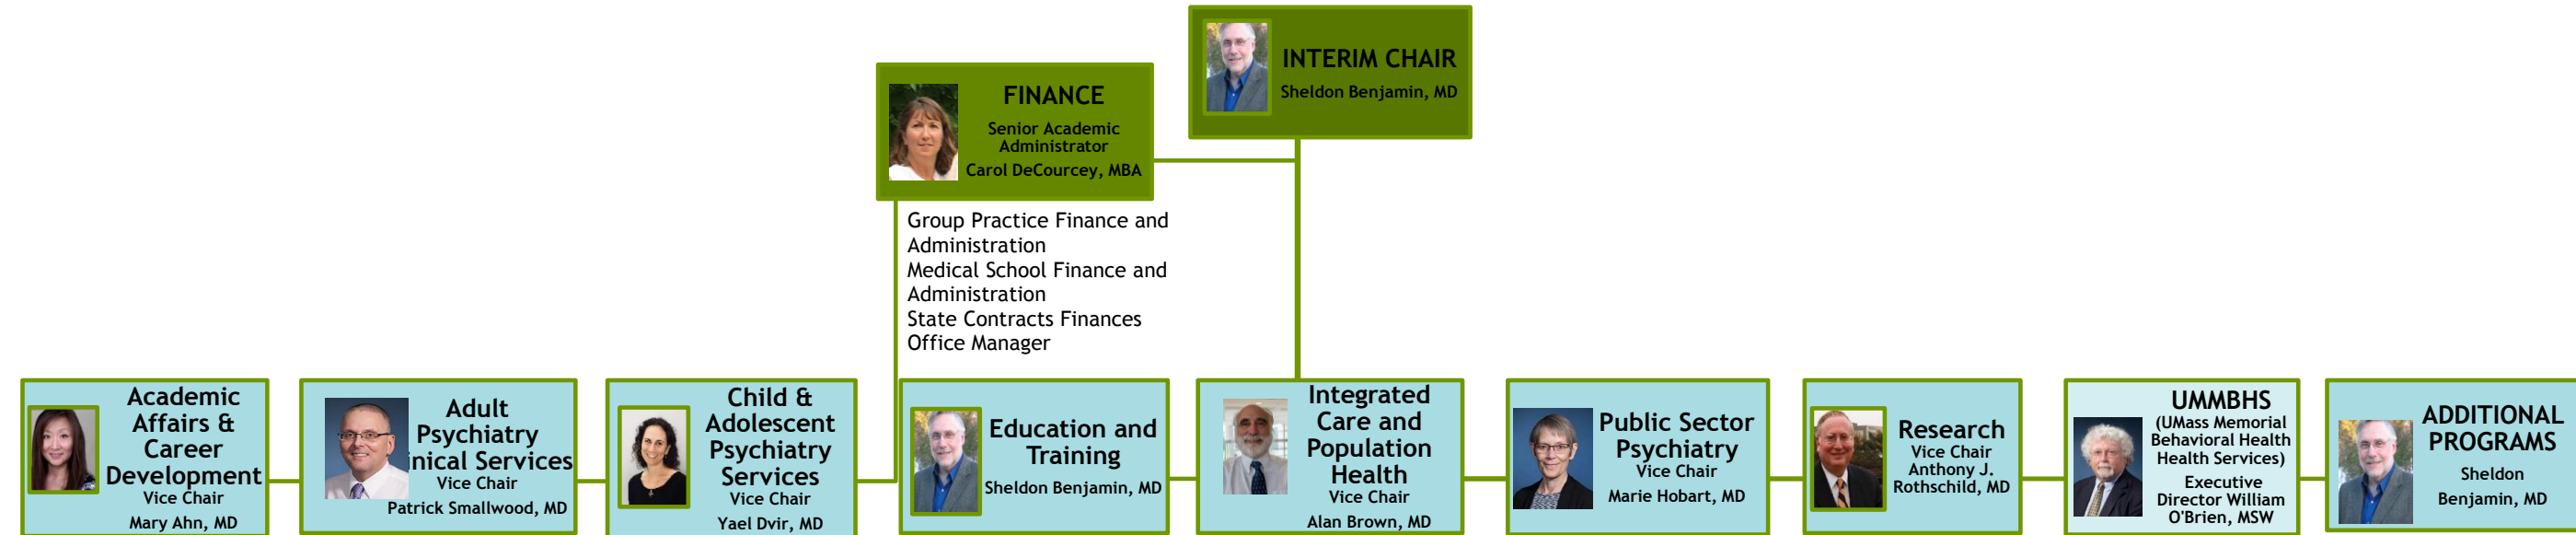 INTERIM CHAIR
Sheldon Benjamin, MD
FINANCE
Senior Academic
Administrator
Carol DeCourcey, MBA
Group Practice Finance and
Administration
Medical School Finance and
Administration
State Contracts Finances
Office Manager
Academic
Affairs &
Career
Development
Vice Chair
Mary Ahn, MD
Adult
Psychiatry
inical Services
Vice Chair
Patrick Smallwood, MD
Child &
Adolescent
Psychiatry
Services
Vice Chair
Yael Dvir, MD
Education and
Training
Sheldon Benjamin, MD
Integrated
Care and
Population
Health
Vice Chair
Alan Brown, MD
Public Sector
Psychiatry
Vice Chair
Marie Hobart, MD
Research
Vice Chair
Anthony J.
Rothschild, MD
UMMBHS
(UMass Memorial
Behavioral Health
Health Services)
Executive
Director William
O'Brien, MSW
ADDITIONAL
PROGRAMS
Sheldon
Benjamin, MD